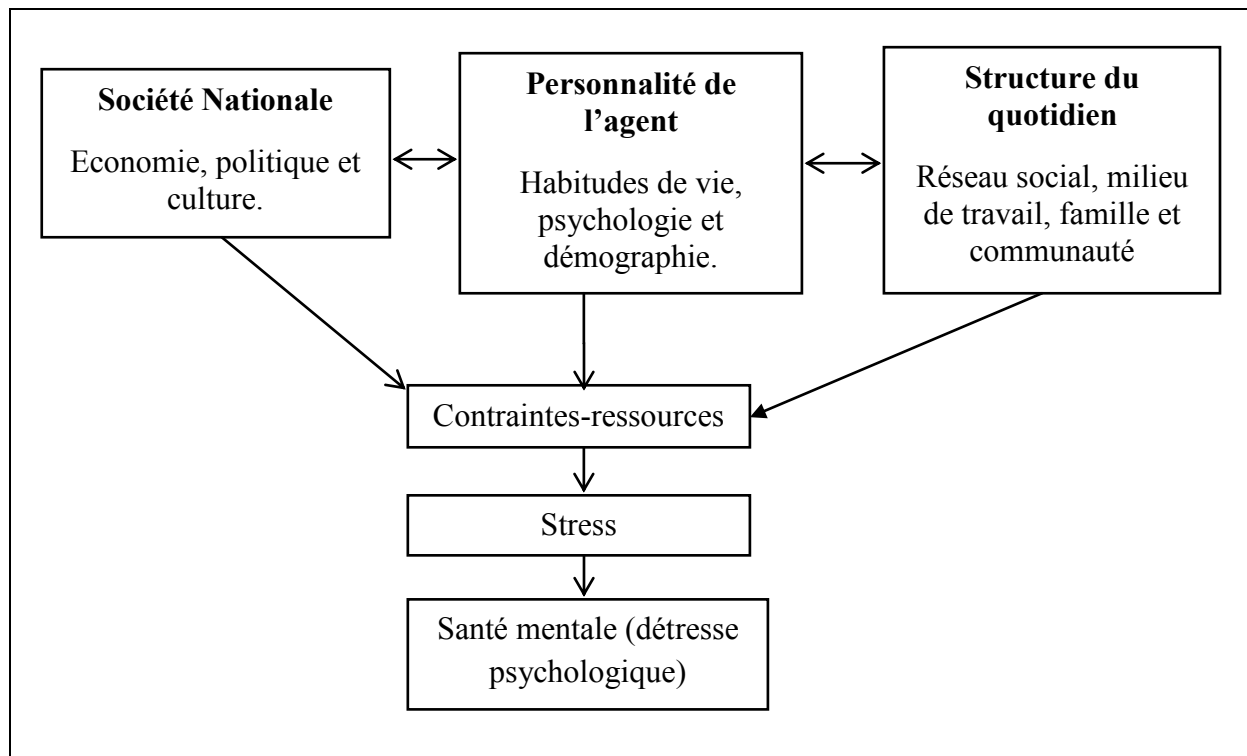 Société Nationale
Economie, politique et
culture.
Personnalité de
l’agent
Habitudes de vie,
psychologie et
démographie.
Structure du
quotidien
Réseau social, milieu
de travail, famille et
communauté
Contraintes-ressources
Stress
Santé mentale (détresse
psychologique)